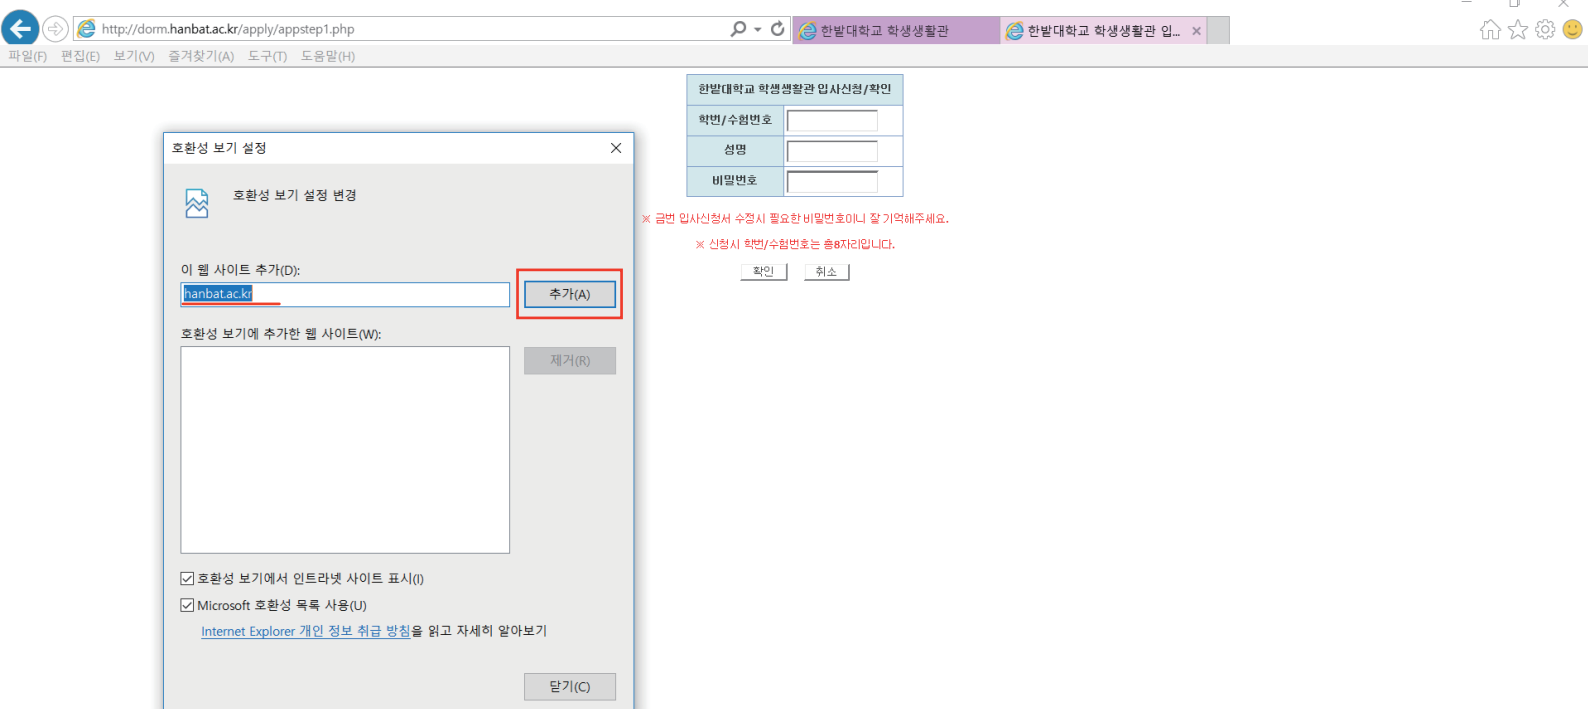 http://dorm.hanbat.ac.kr/apply/appstep1.php
한밭대학교 학생생활관
한밭대학교 학생생활관 입...
파일(F) 편집(E) 보기(V) 즐겨찾기(A) 도구(T) 도움말(H)
한밭대학교 학생생활관 입사신청/확인
학번/수험번호
성명
비밀번호
※ 금번 입사신청서 수정시 필요한 비밀번호이니 잘 기억해주세요.
※ 신청시 학번/수험번호는 총8자리입니다.
확인 취소
호환성 보기 설정
호환성 보기 설정 변경
이 웹 사이트 추가(D):
hanbat.ac.kr
추가(A)
호환성 보기에 추가한 웹 사이트(W):
제거(R)
호환성 보기에서 인트라넷 사이트 표시(I)
Microsoft 호환성 목록 사용(U)
Internet Explorer 개인 정보 취급 방침을 읽고 자세히 알아보기
닫기(C)